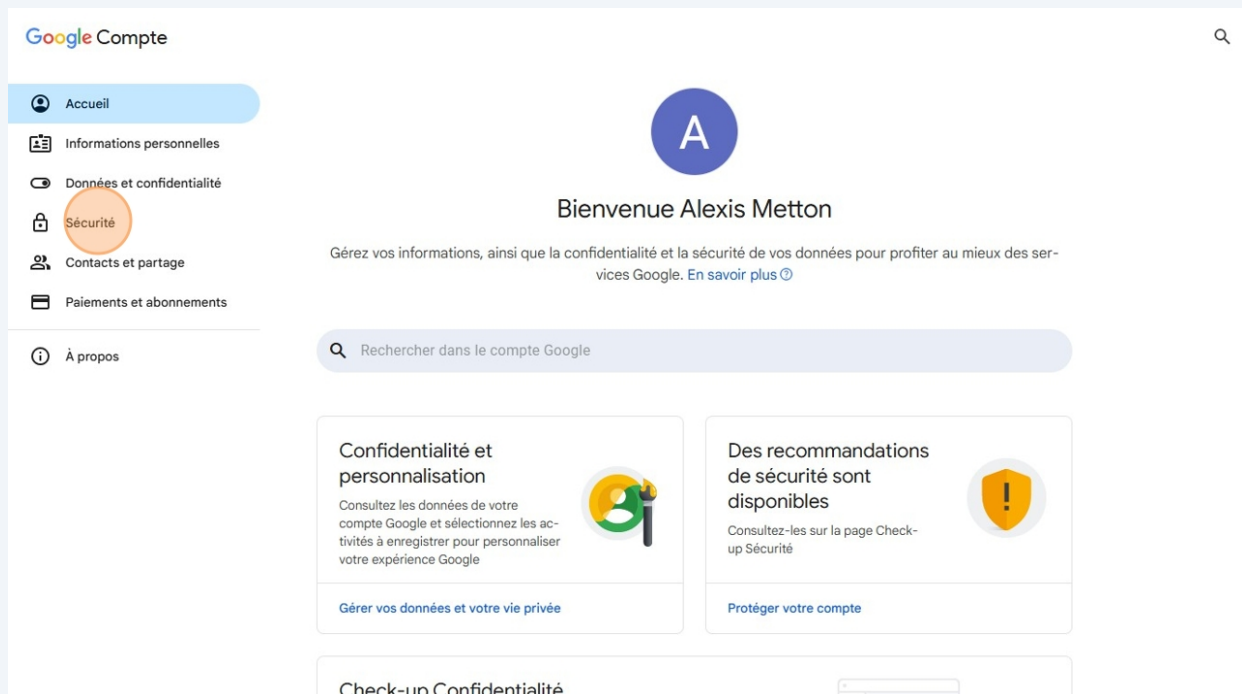 Google Compte
Accueil
Informations personnelles
Données et confidentialité
Sécurité
Contacts et partage
Paiements et abonnements
À propos
A
Bienvenue Alexis Metton
Gérez vos informations, ainsi que la confidentialité et la sécurité de vos données pour profiter au mieux des ser-
vices Google. En savoir plus
Rechercher dans le compte Google
Confidentialité et
personnalisation
Consultez les données de votre
compte Google et sélectionnez les ac-
tivités à enregistrer pour personnaliser
votre expérience Google
Gérer vos données et votre vie privée
Des recommandations
de sécurité sont
disponibles
Consultez-les sur la page Check-
up Sécurité
Protéger votre compte
Check-up Confidentialité